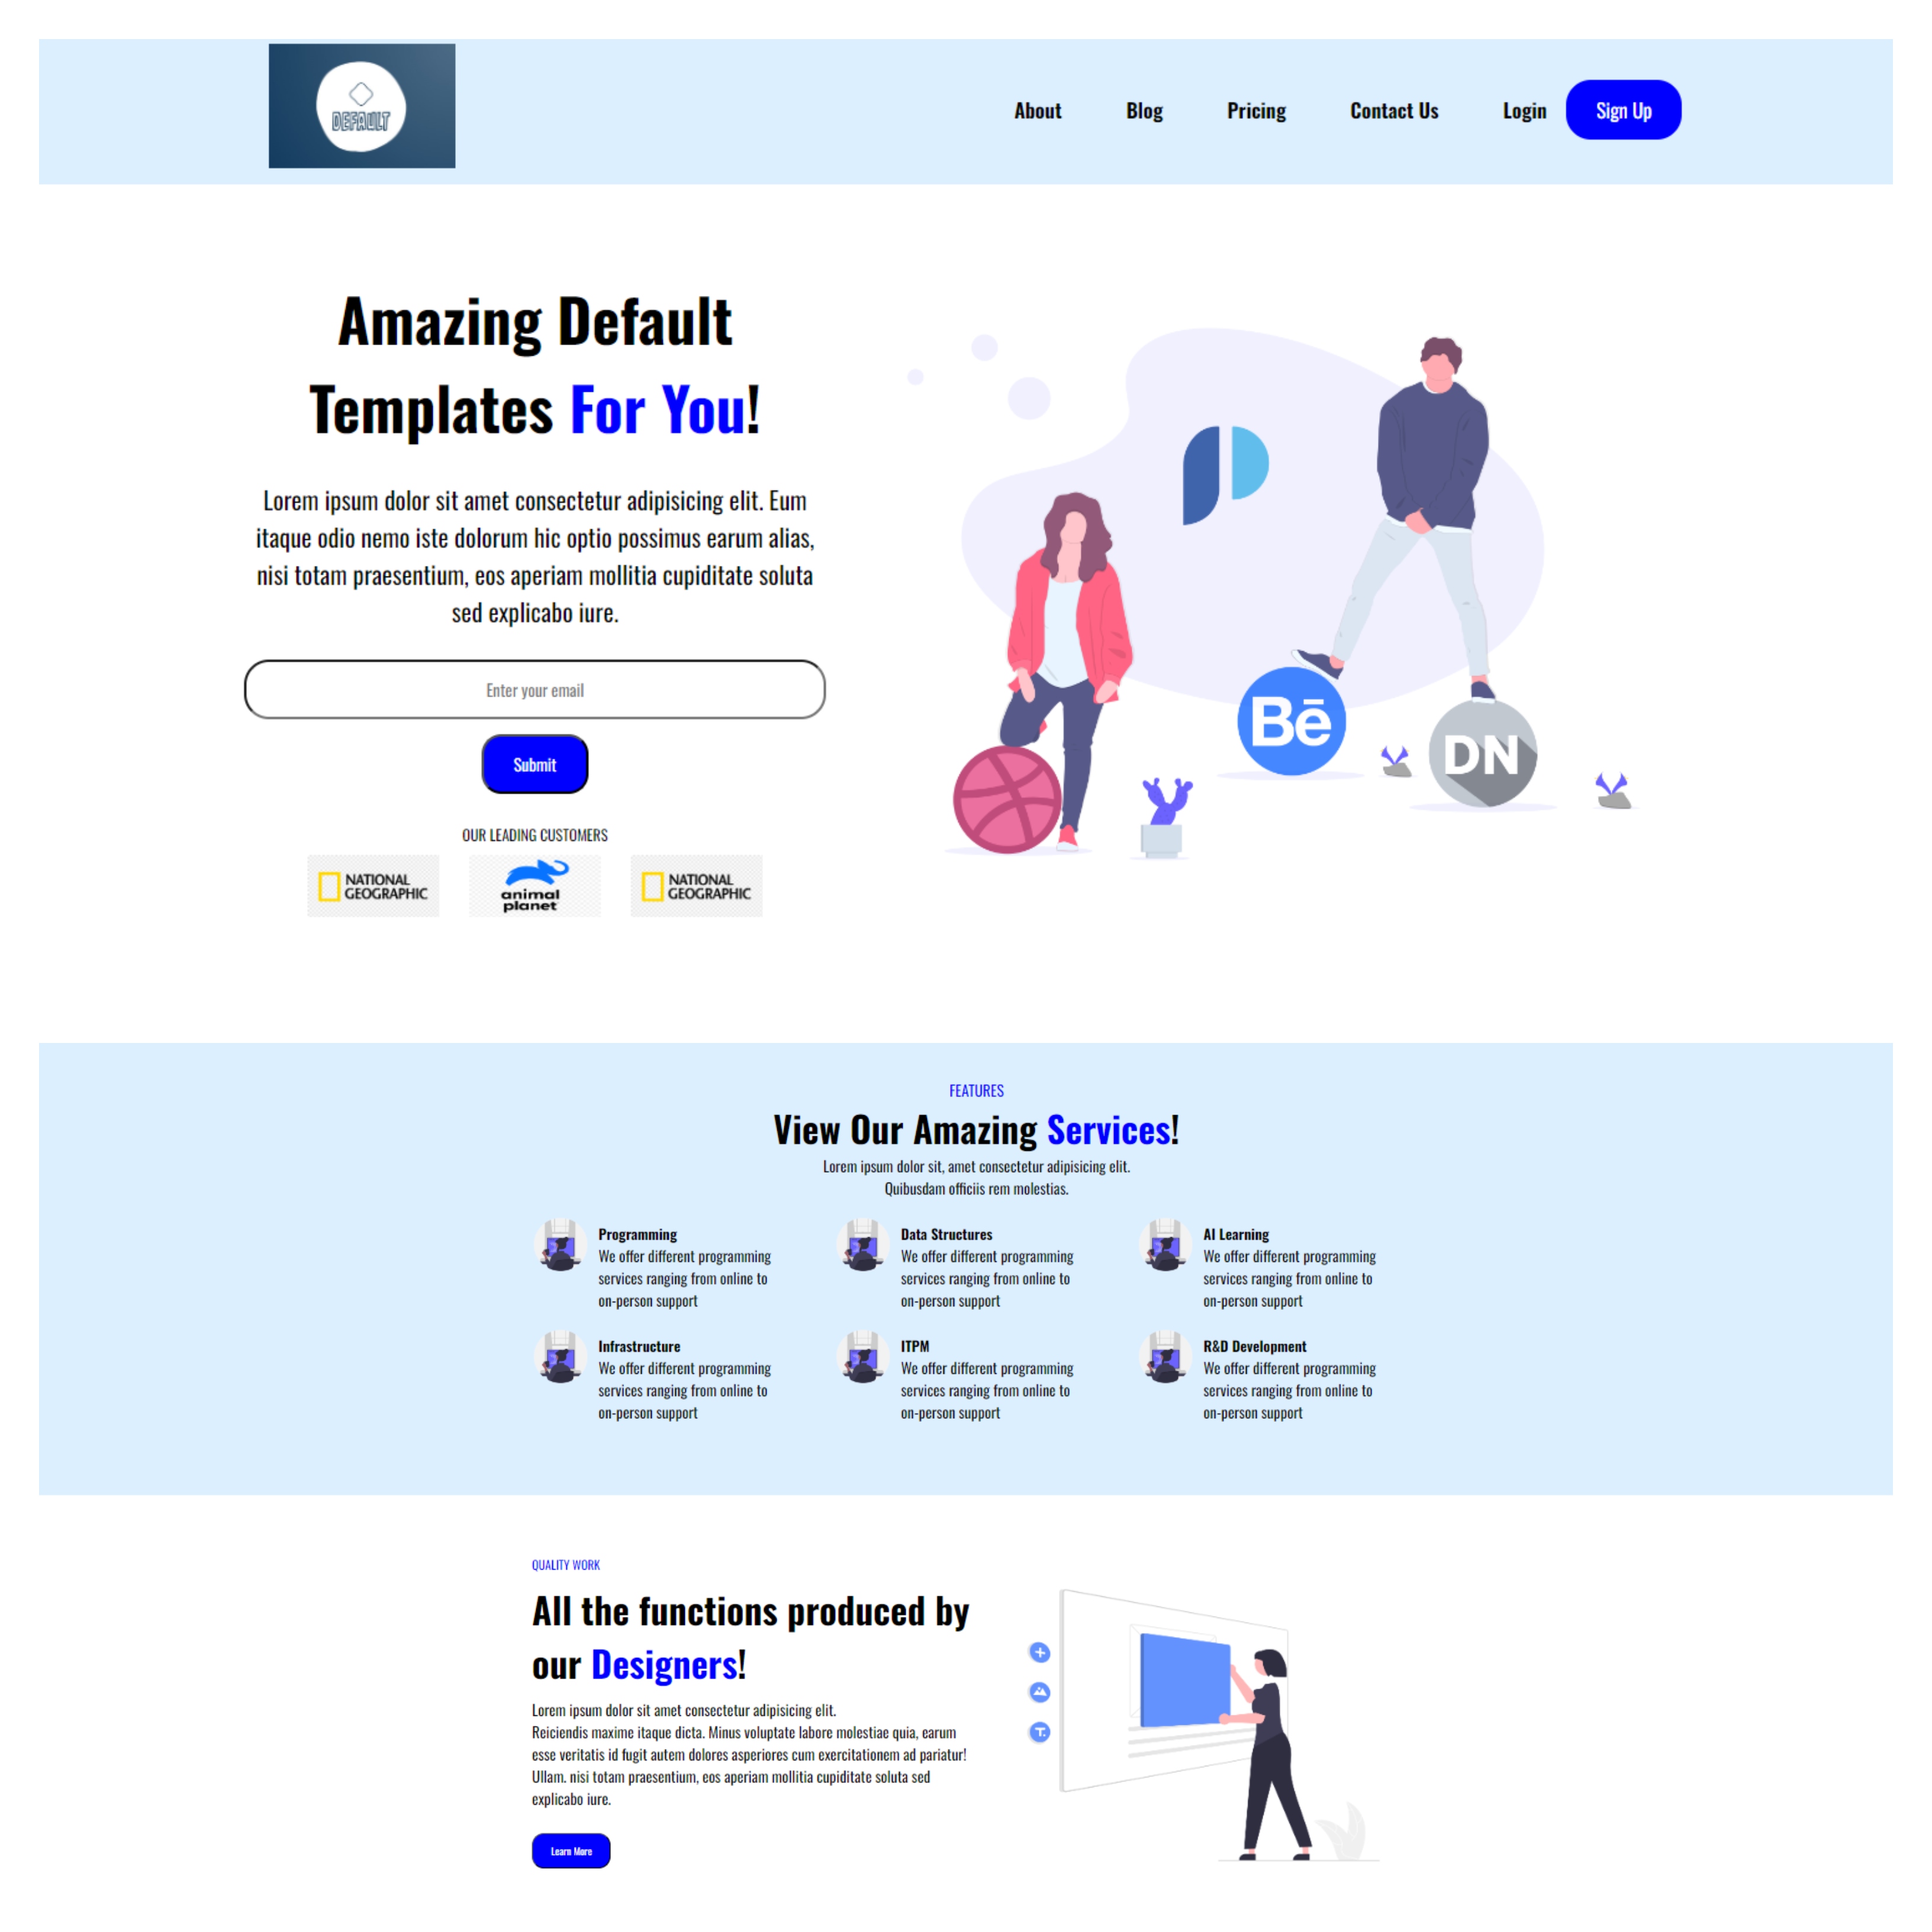 DEFAULT
About Blog Pricing Contact Us Login Sign Up
Amazing Default
Templates For You!
Lorem ipsum dolor sit amet consectetur adipisicing elit. Eum
itaque odio nemo iste dolorum hic optio possimus earum alias,
nisi totam praesentium, eos aperiam mollitia cupiditate soluta
sed explicabo iure.
Enter your email
Submit
OUR LEADING CUSTOMERS
NATIONAL
GEOGRAPHIC
animal
planet
NATIONAL
GEOGRAPHIC
Bē
DN
FEATURES
View Our Amazing Services!
Lorem ipsum dolor sit, amet consectetur adipisicing elit.
Quibusdam officiis rem molestias.
Programming
We offer different programming
services ranging from online to
on-person support
Data Structures
We offer different programming
services ranging from online to
on-person support
AI Learning
We offer different programming
services ranging from online to
on-person support
Infrastructure
We offer different programming
services ranging from online to
on-person support
ITPM
We offer different programming
services ranging from online to
on-person support
R&D Development
We offer different programming
services ranging from online to
on-person support
QUALITY WORK
All the functions produced by
our Designers!
Lorem ipsum dolor sit amet consectetur adipisicing elit.
Reiciendis maxime itaque dicta. Minus voluptate labore molestiae quia, earum
esse veritatis id fugit autem dolores asperiores cum exercitationem ad pariatur!
Ullam. nisi totam praesentium, eos aperiam mollitia cupiditate soluta sed
explicabo iure.
Learn More